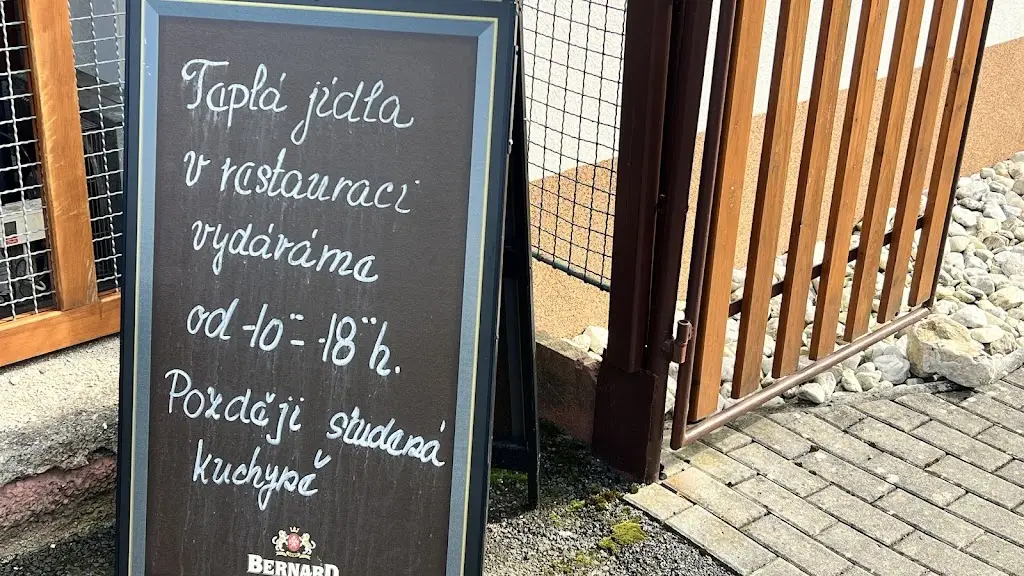 Teplá jídla
v restauraci
vydáváme
od 10⁰⁰ - 18⁰⁰ h.
Později studená
kuchyně
BERNARD